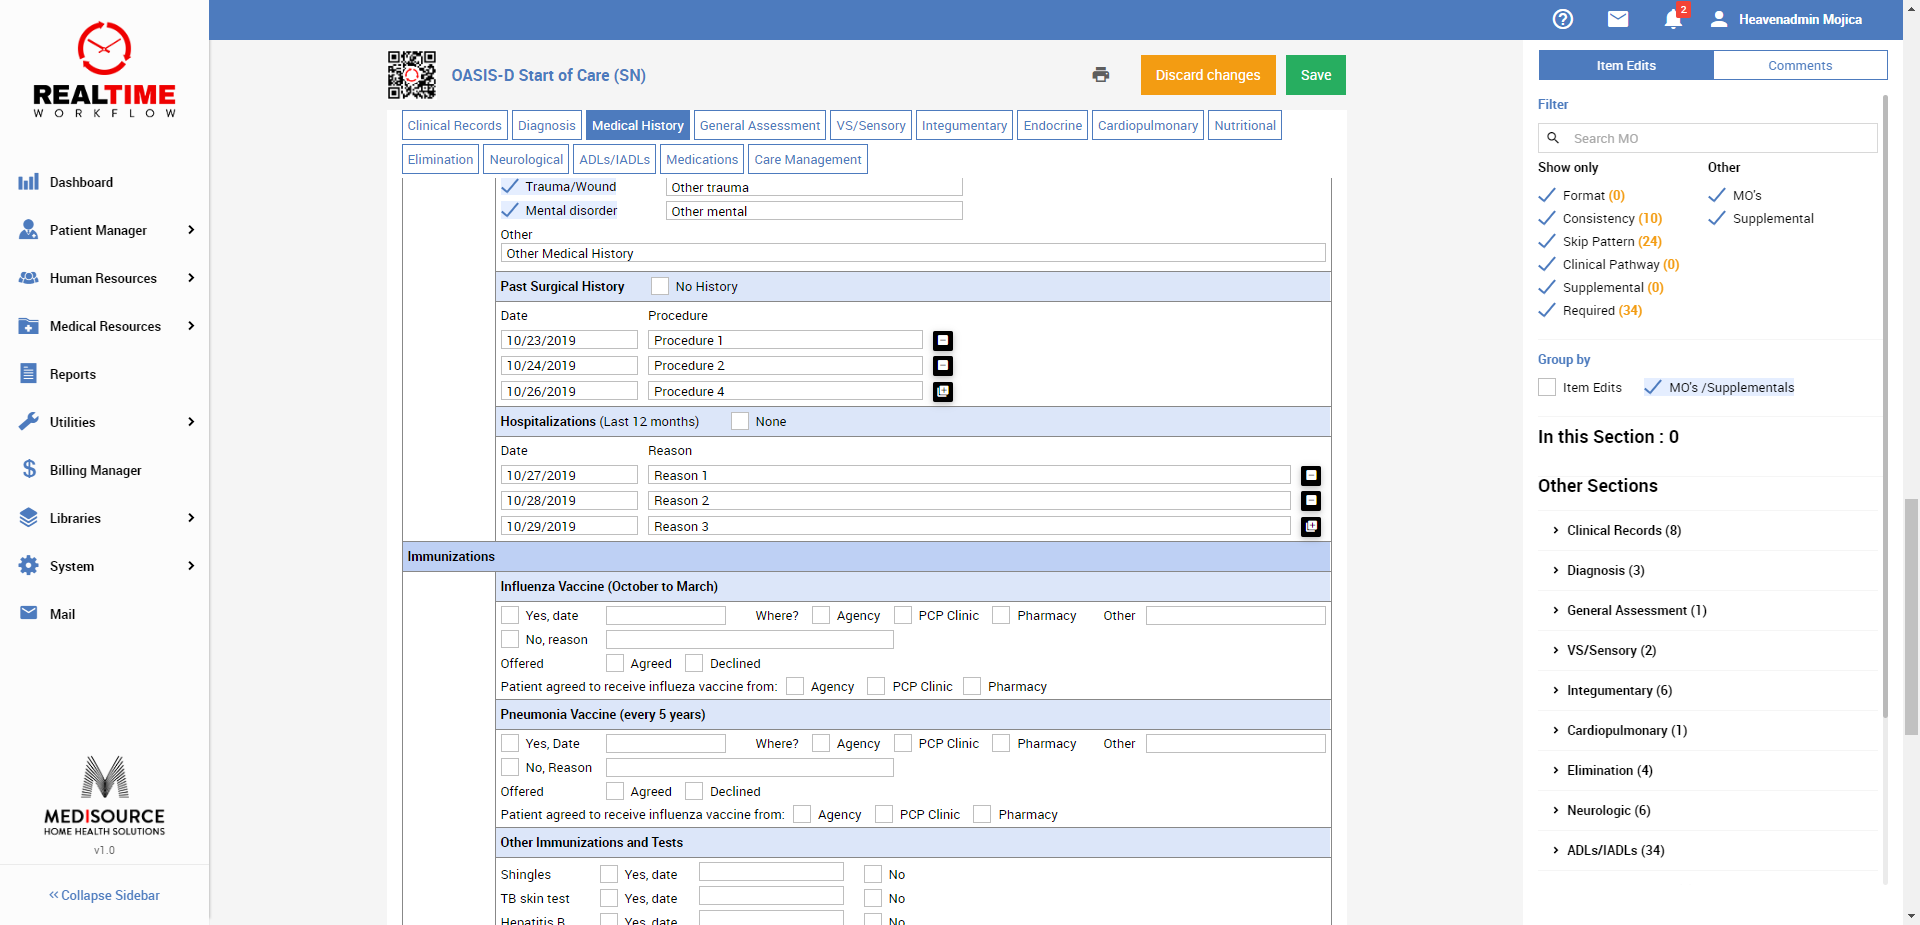 REALTIME
WORKFLOW
Dashboard
Patient Manager
Human Resources
Medical Resources
Reports
Utilities
Billing Manager
Libraries
System
Mail
MEDISOURCE
HOME HEALTH SOLUTIONS
v1.0
Collapse Sidebar
2
Heavenadmin Mojica
OASIS-D Start of Care (SN)
Discard changes
Save
Clinical Records
Diagnosis
Medical History
General Assessment
VS/Sensory
Integumentary
Endocrine
Cardiopulmonary
Nutritional
Elimination
Neurological
ADLs/IADLs
Medications
Care Management
Trauma/Wound Other trauma
Mental disorder Other mental
Other
Other Medical History
Past Surgical History No History
Date Procedure
10/23/2019 Procedure 1
10/24/2019 Procedure 2
10/26/2019 Procedure 4
Hospitalizations (Last 12 months) None
Date Reason
10/27/2019 Reason 1
10/28/2019 Reason 2
10/29/2019 Reason 3
Immunizations
Influenza Vaccine (October to March)
Yes, date Where? Agency PCP Clinic Pharmacy Other
No, reason
Offered Agreed Declined
Patient agreed to receive influeza vaccine from: Agency PCP Clinic Pharmacy
Pneumonia Vaccine (every 5 years)
Yes, Date Where? Agency PCP Clinic Pharmacy Other
No, Reason
Offered Agreed Declined
Patient agreed to receive influenza vaccine from: Agency PCP Clinic Pharmacy
Other Immunizations and Tests
Shingles Yes, date No
TB skin test Yes, date No
Hepatitis B Yes, date No
Item Edits
Comments
Filter
Search MO
Show only Other
Format (0) MO's
Consistency (10) Supplemental
Skip Pattern (24)
Clinical Pathway (0)
Supplemental (0)
Required (34)
Group by
Item Edits MO's /Supplementals
In this Section : 0
Other Sections
Clinical Records (8)
Diagnosis (3)
General Assessment (1)
VS/Sensory (2)
Integumentary (6)
Cardiopulmonary (1)
Elimination (4)
Neurologic (6)
ADLs/IADLs (34)